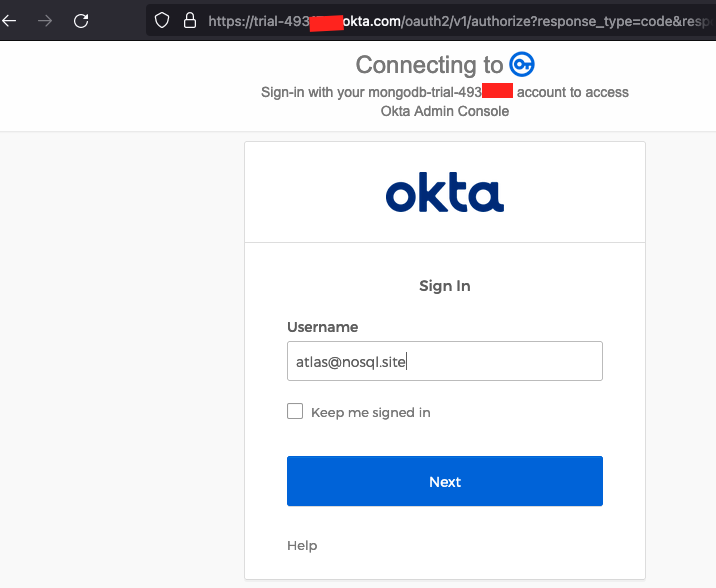 https://trial-493 okta.com/oauth2/v1/authorize?response_type=code&resp
Connecting to
Sign-in with your mongodb-trial-493 account to access
Okta Admin Console
okta
Sign In
Username
atlas@nosql.site
Keep me signed in
Next
Help